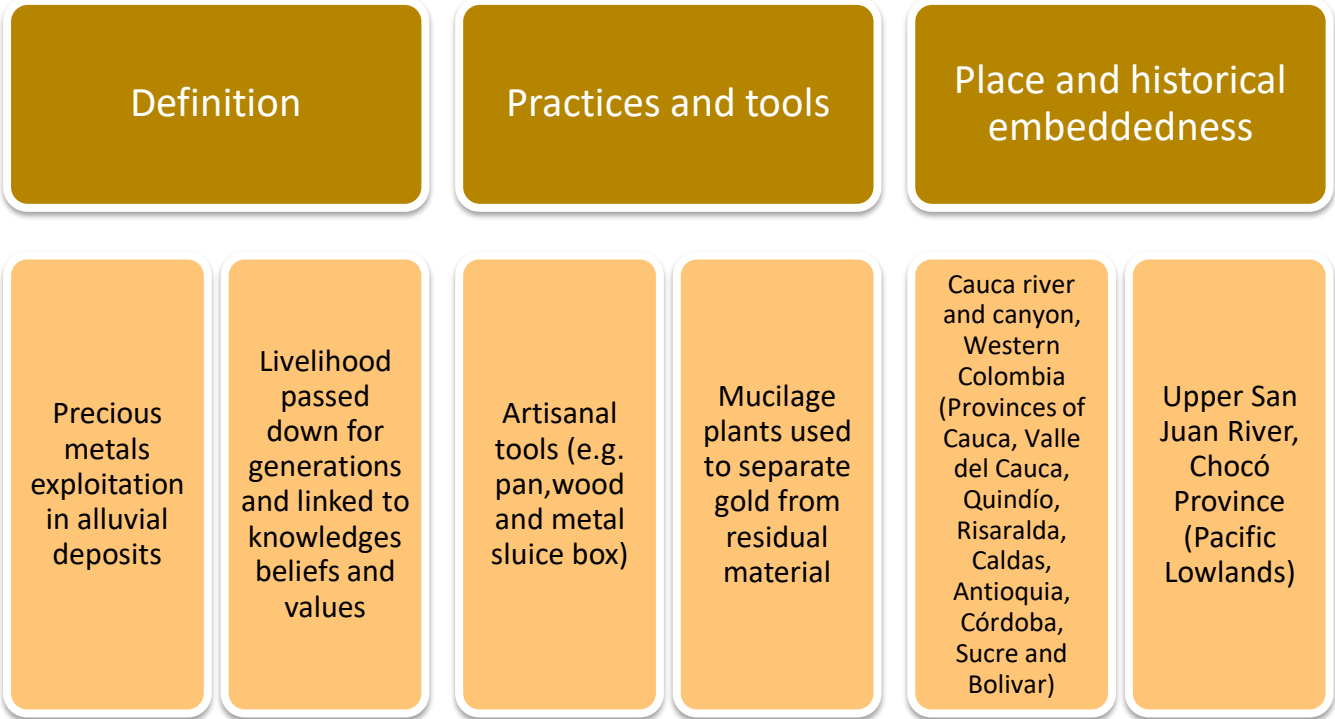 Definition
Practices and tools
Place and historical
embeddedness
Precious
metals
exploitation
in alluvial
deposits
Livelihood
passed
down for
generations
and linked to
knowledges
beliefs and
values
Artisanal
tools (e.g.
pan,wood
and metal
sluice box)
Mucilage
plants used
to separate
gold from
residual
material
Cauca river
and canyon,
Western
Colombia
(Provinces of
Cauca, Valle
del Cauca,
Quindío,
Risaralda,
Caldas,
Antioquia,
Córdoba,
Sucre and
Bolivar)
Upper San
Juan River,
Chocó
Province
(Pacific
Lowlands)